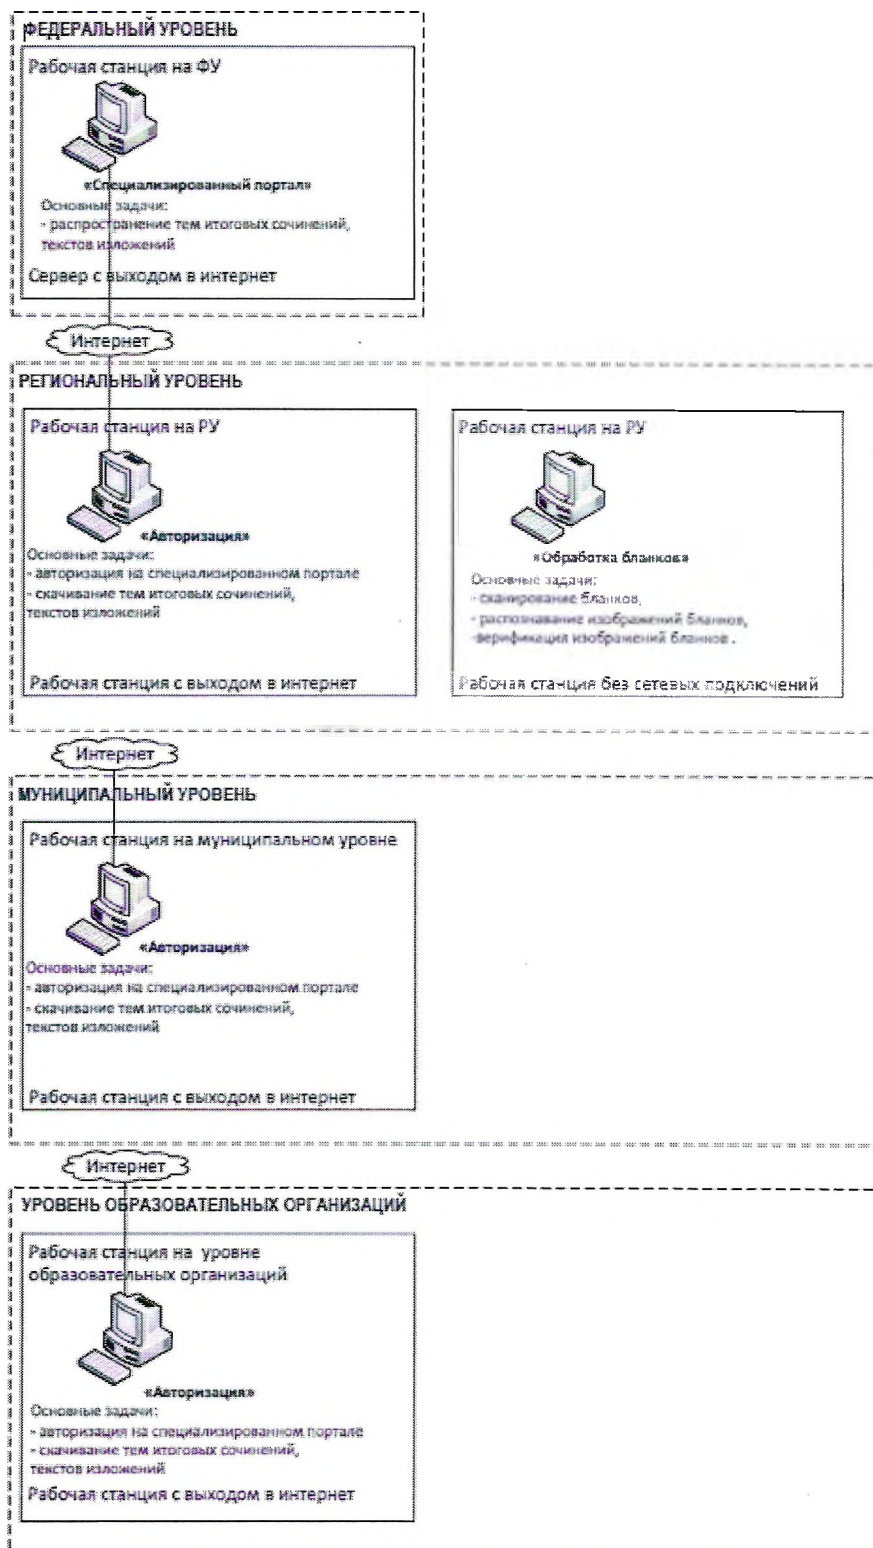 ФЕДЕРАЛЬНЫЙ УРОВЕНЬ
Рабочая станция на ФУ
«Специализированный портал»
Основные задачи:
- распространение тем итоговых сочинений,
текстов изложений
Сервер с выходом в интернет
Интернет
РЕГИОНАЛЬНЫЙ УРОВЕНЬ
Рабочая станция на РУ
«Авторизация»
Основные задачи:
- авторизация на специализированном портале
- скачивание тем итоговых сочинений,
текстов изложений
Рабочая станция с выходом в интернет
Рабочая станция на РУ
«Обработка бланков»
Основные задачи:
- сканирование бланков,
- распознавание изображений бланков,
-верификация изображений бланков .
Рабочая станция без сетевых подключений
Интернет
МУНИЦИПАЛЬНЫЙ УРОВЕНЬ
Рабочая станция на муниципальном уровне
«Авторизация»
Основные задачи:
- авторизация на специализированном портале
- скачивание тем итоговых сочинений,
текстов изложений
Рабочая станция с выходом в интернет
Интернет
УРОВЕНЬ ОБРАЗОВАТЕЛЬНЫХ ОРГАНИЗАЦИЙ
Рабочая станция на уровне
образовательных организаций
«Авторизация»
Основные задачи:
- авторизация на специализированном портале
- скачивание тем итоговых сочинений,
текстов изложений
Рабочая станция с выходом в интернет